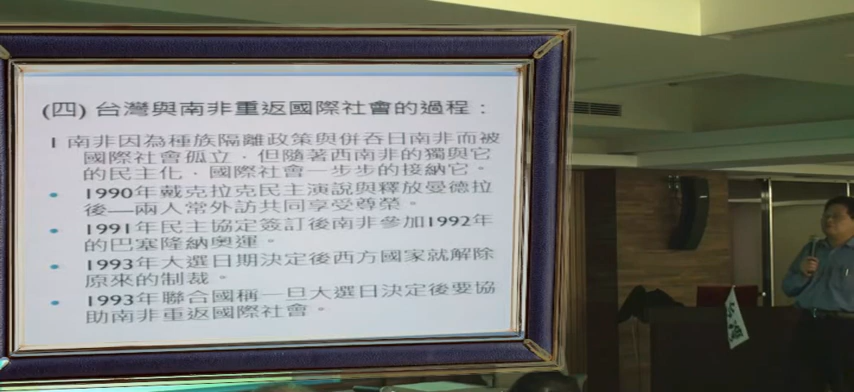 (四) 台灣與南非重返國際社會的過程：
l 南非因為種族隔離政策與併吞日南非而被
國際社會孤立，但隨著西南非的獨與它
的民主化，國際社會一步步的接納它。
• 1990年戴克拉克民主演說與釋放曼德拉
後—兩人常外訪共同享受尊榮。
• 1991年民主協定簽訂後南非參加1992年
的巴塞隆納奧運。
• 1993年大選日期決定後西方國家就解除
原來的制裁。
• 1993年聯合國稱一旦大選日決定後要協
助南非重返國際社會。